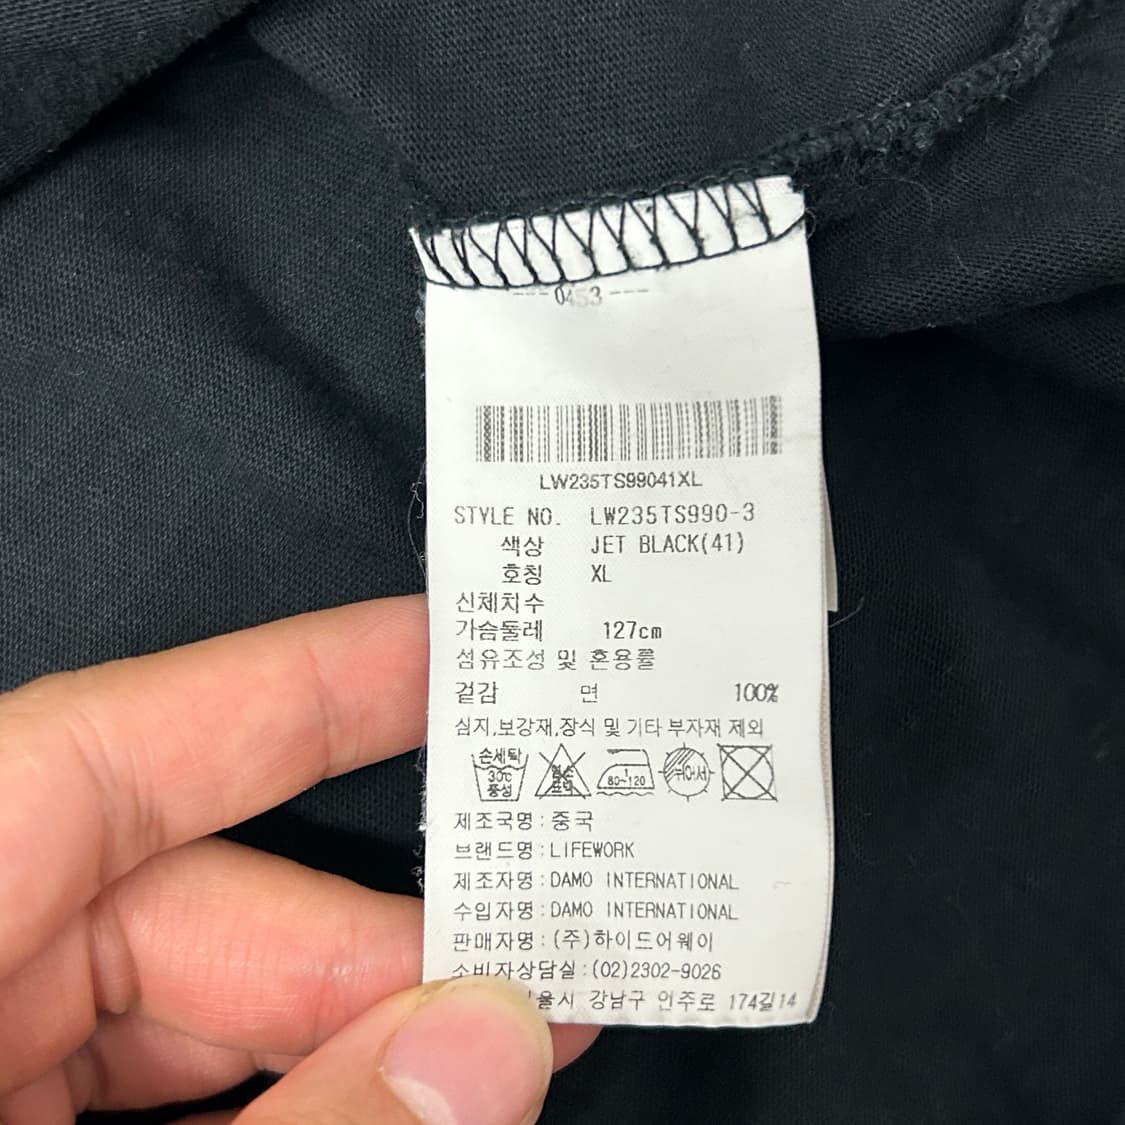 ---0453---
LW235TS99041XL
STYLE NO. LW235TS990-3
색상 JET BLACK(41)
호칭 XL
신체치수
가슴둘레 127cm
섬유조성 및 혼용률
겉감 면 100%
심지,보강재,장식 및 기타 부자재 제외
손세탁 30℃ 중성 80~120
제조국명:중국
브랜드명:LIFEWORK
제조자명:DAMO INTERNATIONAL
수입자명:DAMO INTERNATIONAL
판매자명:(주)하이드어웨이
소비자상담실:(02)2302-9026
강남구 언주로 174길14